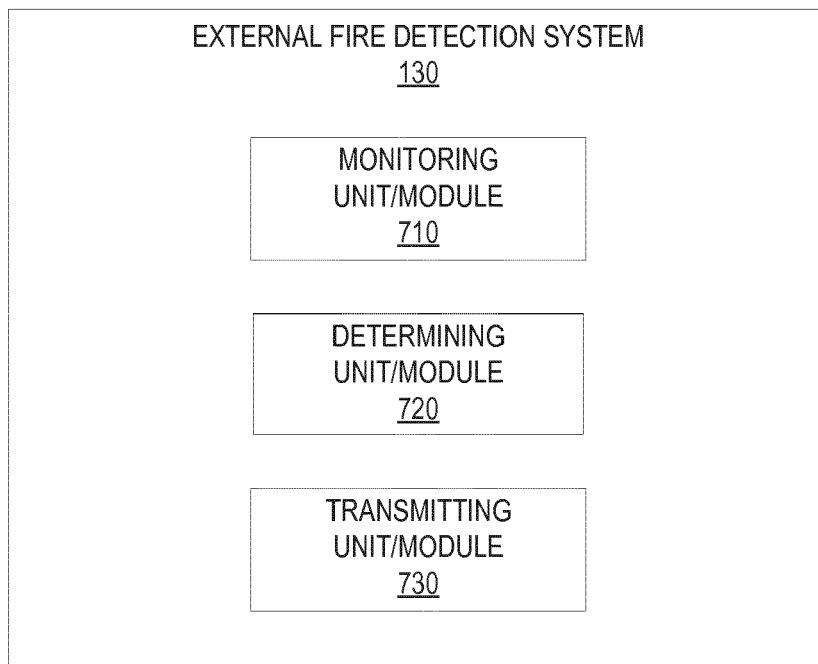 EXTERNAL FIRE DETECTION SYSTEM
130
MONITORING
UNIT/MODULE
710
DETERMINING
UNIT/MODULE
720
TRANSMITTING
UNIT/MODULE
730